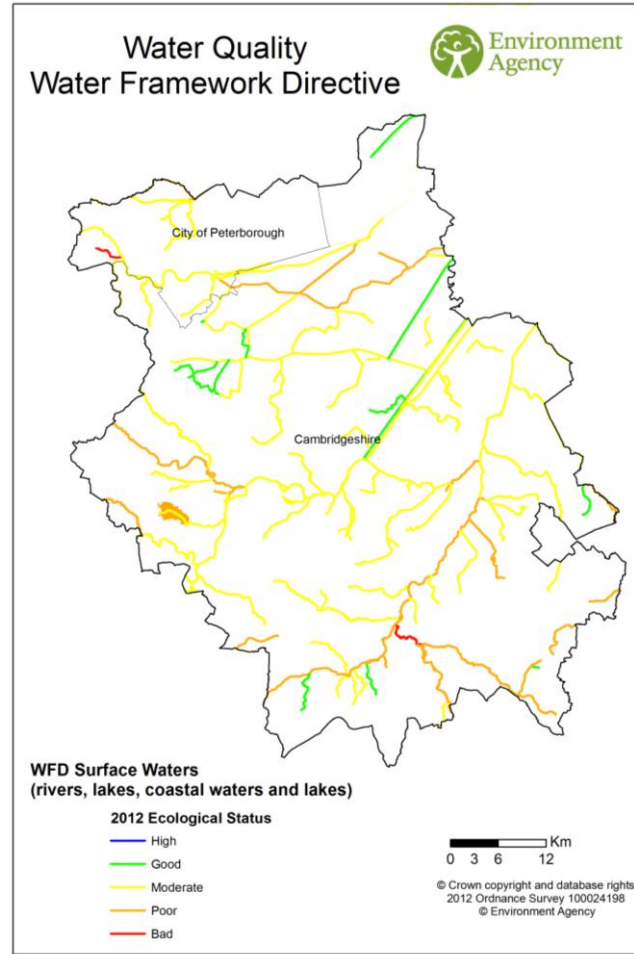 Water Quality
Water Framework Directive
Environment
Agency
City of Peterborough
Cambridgeshire
WFD Surface Waters
(rivers, lakes, coastal waters and lakes)
2012 Ecological Status
High
Good
Moderate
Poor
Bad
Km
0 3 6 12
© Crown copyright and database rights
2012 Ordnance Survey 100024198
© Environment Agency